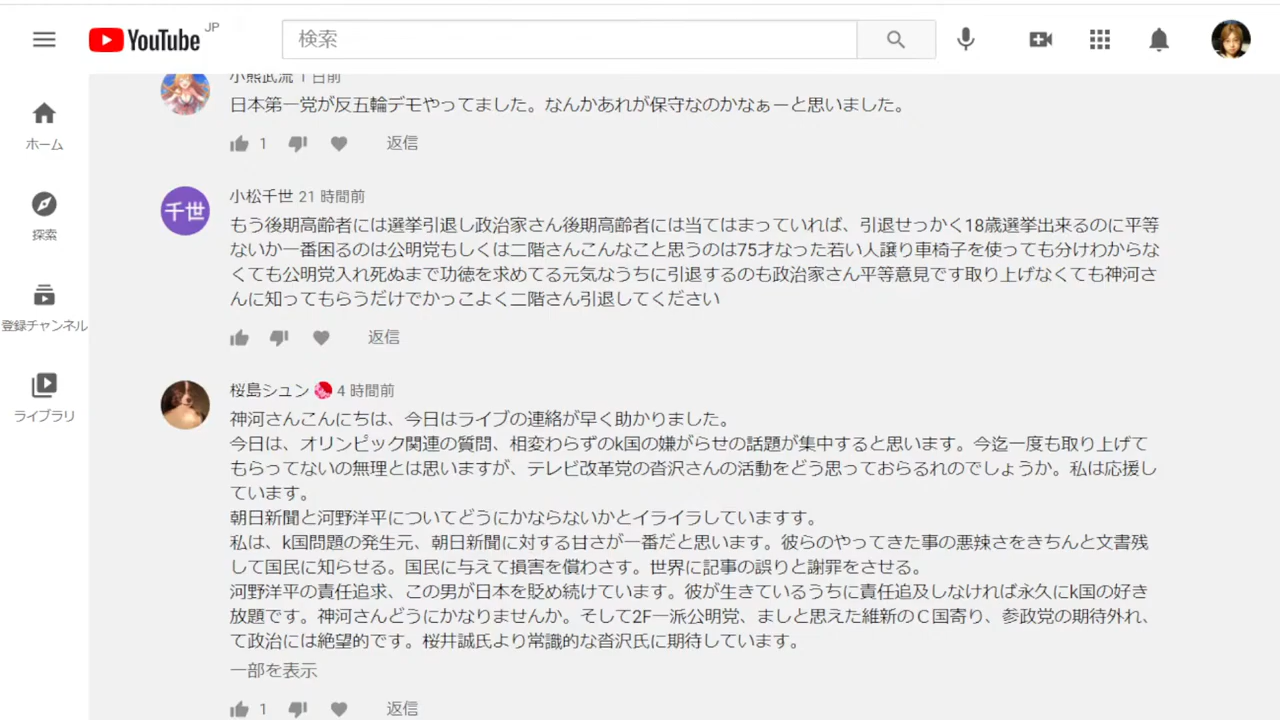 YouTube JP
検索
小熊武流 1 日前
日本第一党が反五輪デモやってました。なんかあれが保守なのかなぁーと思いました。
1 返信
ホーム
千世
小松千世 21 時間前
もう後期高齢者には選挙引退し政治家さん後期高齢者には当てはまっていれば、引退せっかく18歳選挙出来るのに平等
ないか一番困るのは公明党もしくは二階さんこんなこと思うのは75才なった若い人譲り車椅子を使っても分けわからな
くても公明党入れ死ぬまで功徳を求めてる元気なうちに引退するのも政治家さん平等意見です取り上げなくても神河さ
んに知ってもらうだけでかっこよく二階さん引退してください
探索
登録チャンネル
返信
桜島シュン 4 時間前
神河さんこんにちは、今日はライブの連絡が早く助かりました。
今日は、オリンピック関連の質問、相変わらずのk国の嫌がらせの話題が集中すると思います。今迄一度も取り上げて
もらってないの無理とは思いますが、テレビ改革党の沓沢さんの活動をどう思っておらるれのでしょうか。私は応援し
ています。
ライブラリ
朝日新聞と河野洋平についてどうにかならないかとイライラしていますす。
私は、k国問題の発生元、朝日新聞に対する甘さが一番だと思います。彼らのやってきた事の悪辣さをきちんと文書残
して国民に知らせる。国民に与えて損害を償わさす。世界に記事の誤りと謝罪をさせる。
河野洋平の責任追求、この男が日本を貶め続けています。彼が生きているうちに責任追及しなければ永久にk国の好き
放題です。神河さんどうにかなりませんか。そして2F一派公明党、ましと思えた維新のＣ国寄り、参政党の期待外れ、
て政治には絶望的です。桜井誠氏より常識的な沓沢氏に期待しています。
一部を表示
1 返信